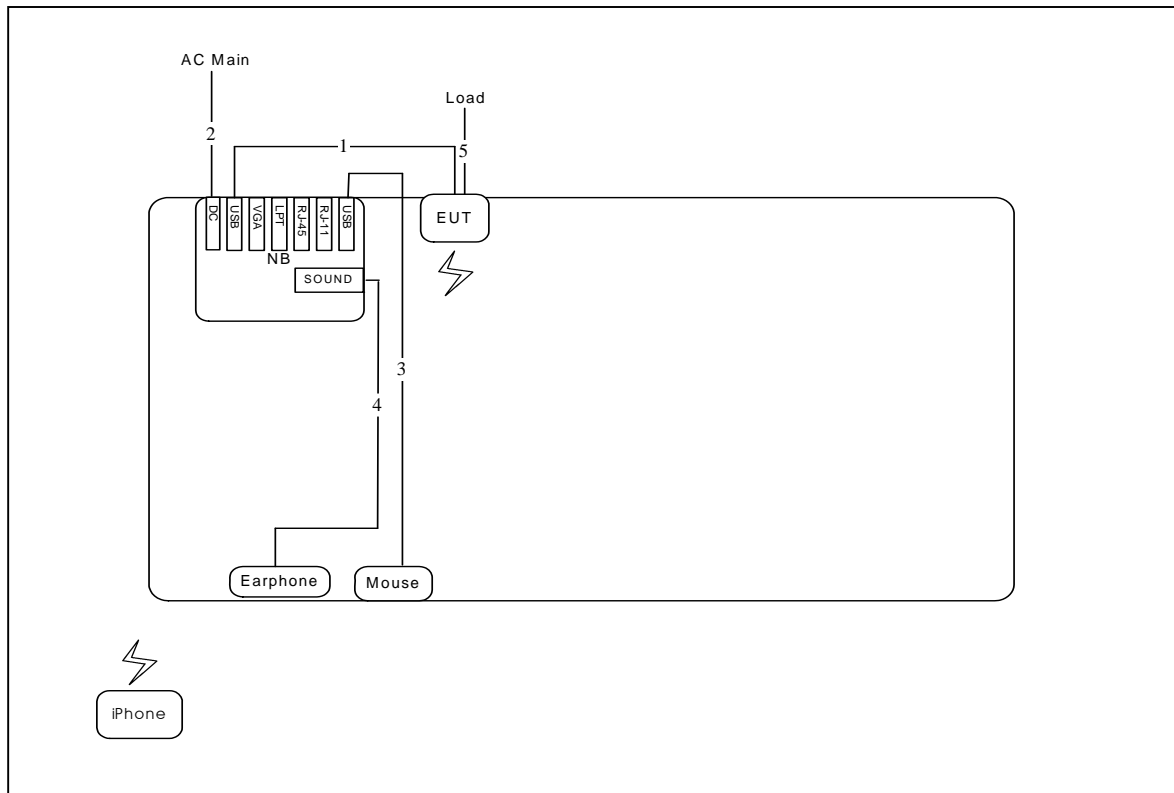 AC Main
Load
2
1
5
DC
USB
VGA
LPT
RJ-45
RJ-11
USB
EUT
NB
SOUND
3
4
Earphone
Mouse
iPhone